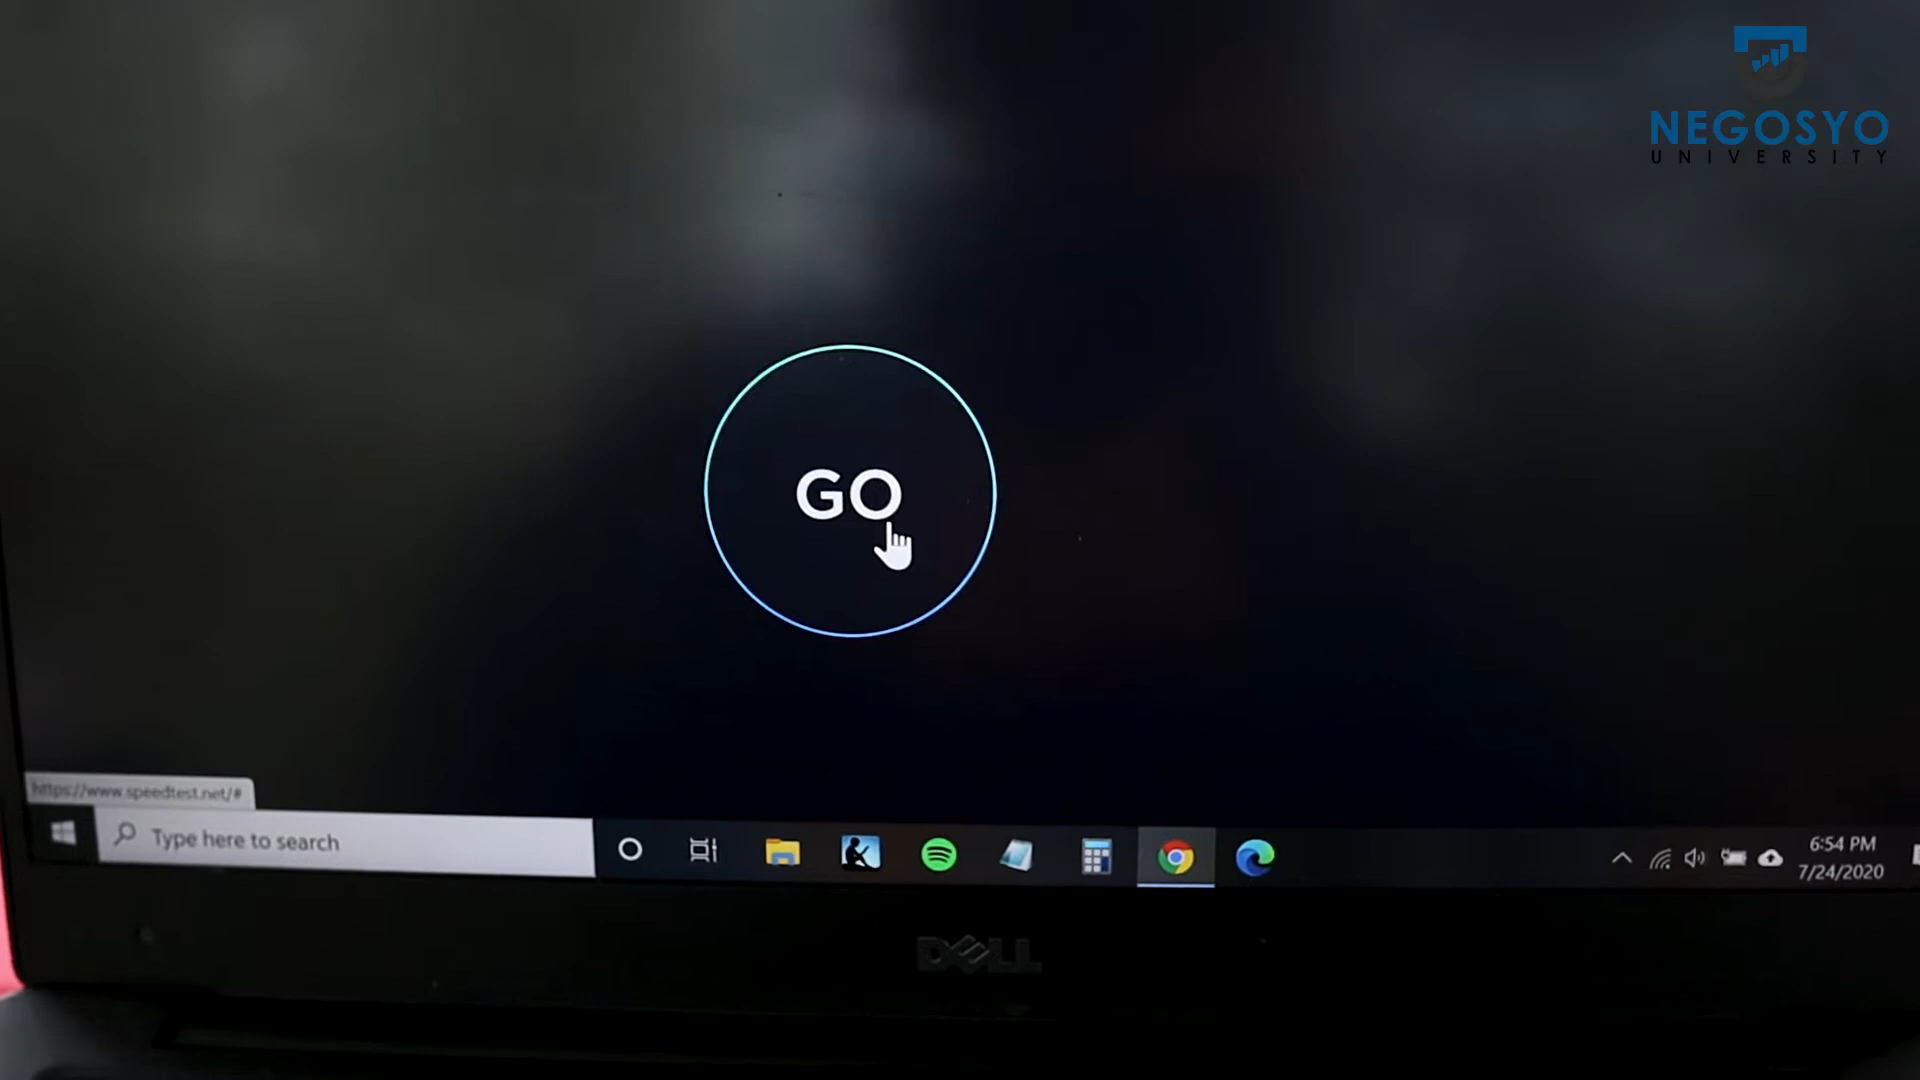 NEGOSYO
UNIVERSITY
GO
https://www.speedtest.net/#
Type here to search
6:54 PM
7/24/2020
DELL